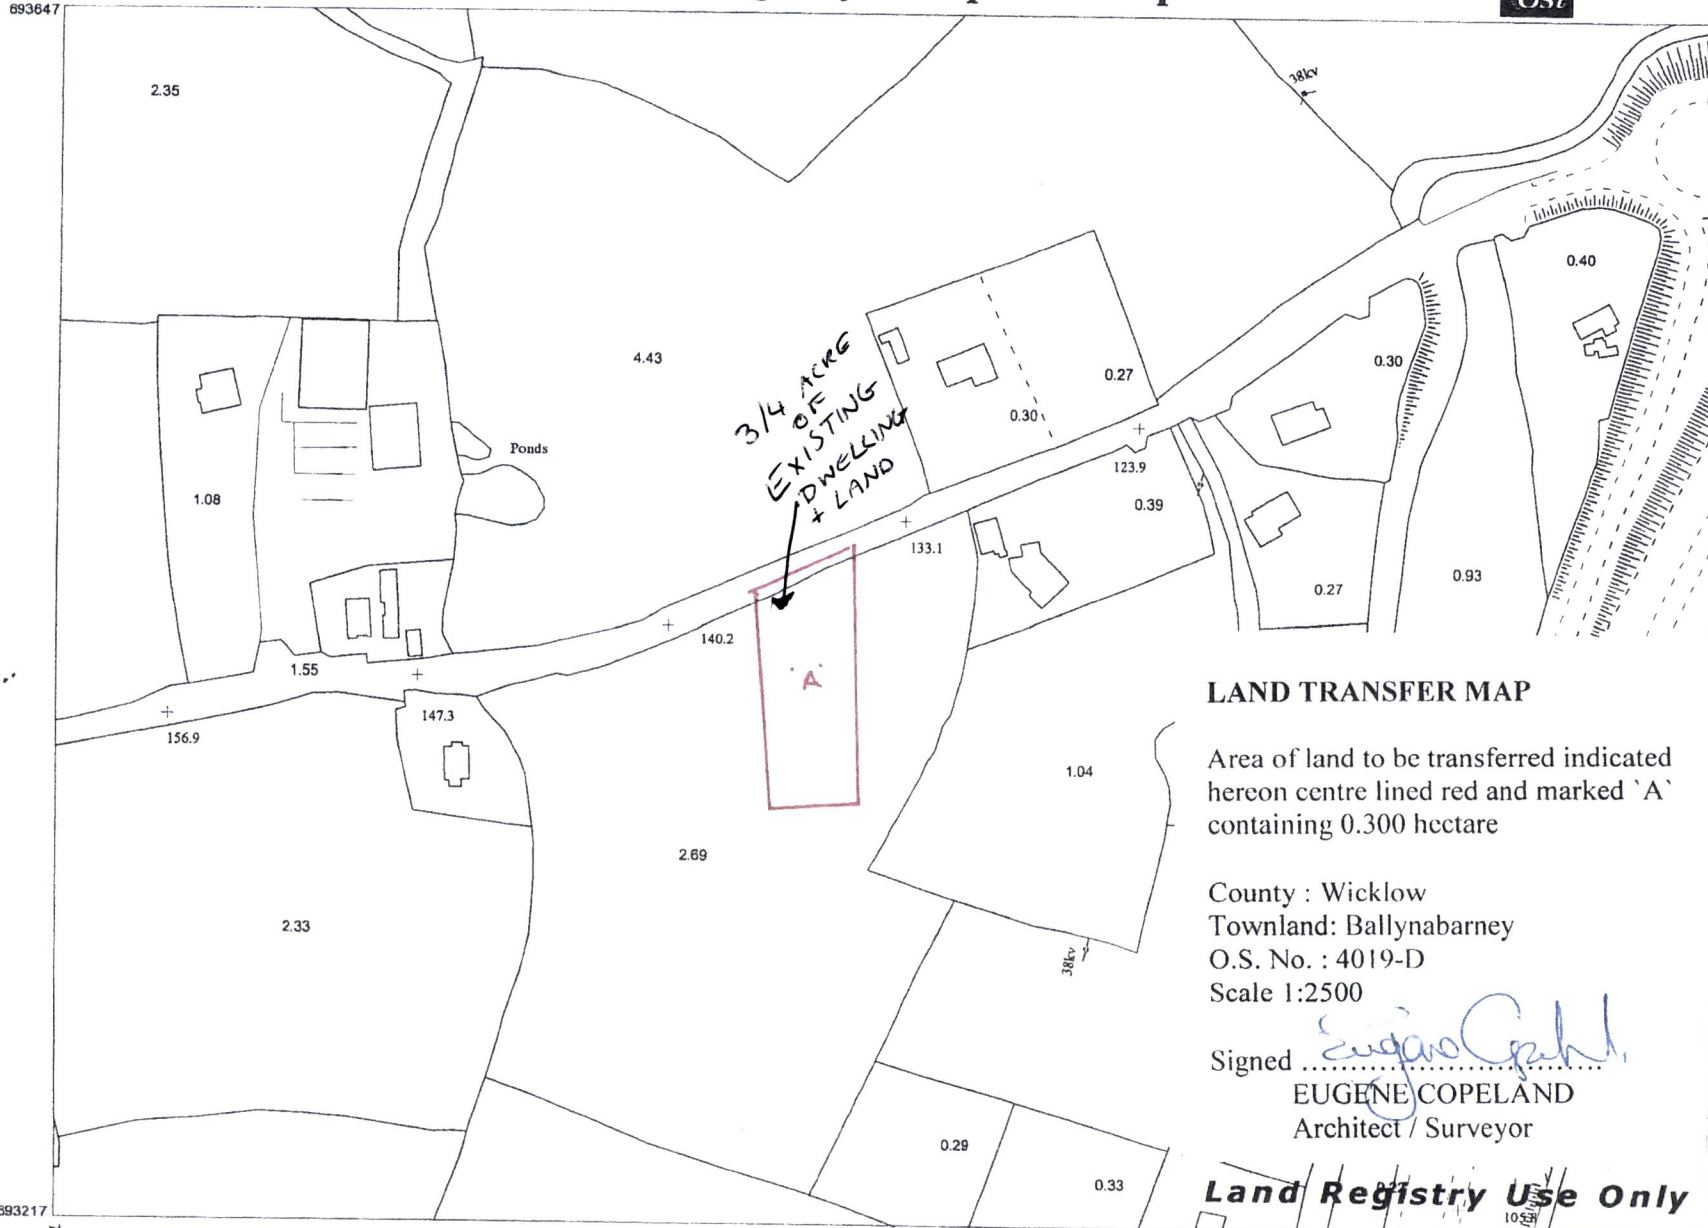 693647
OSi
38kv
2.35
0.40
4.43
0.30
0.27
0.30
3/4 ACRE
OF
EXISTING
DWELLING
+ LAND
Ponds
123.9
1.08
0.39
133.1
0.93
0.27
140.2
1.55
'A'
147.3
156.9
1.04
2.69
2.33
38kv
0.29
0.33
693217
LAND TRANSFER MAP
Area of land to be transferred indicated
hereon centre lined red and marked `A`
containing 0.300 hectare
County : Wicklow
Townland: Ballynabarney
O.S. No. : 4019-D
Scale 1:2500
Signed Eugene Copeland
EUGENE COPELAND
Architect / Surveyor
Land Registry Use Only